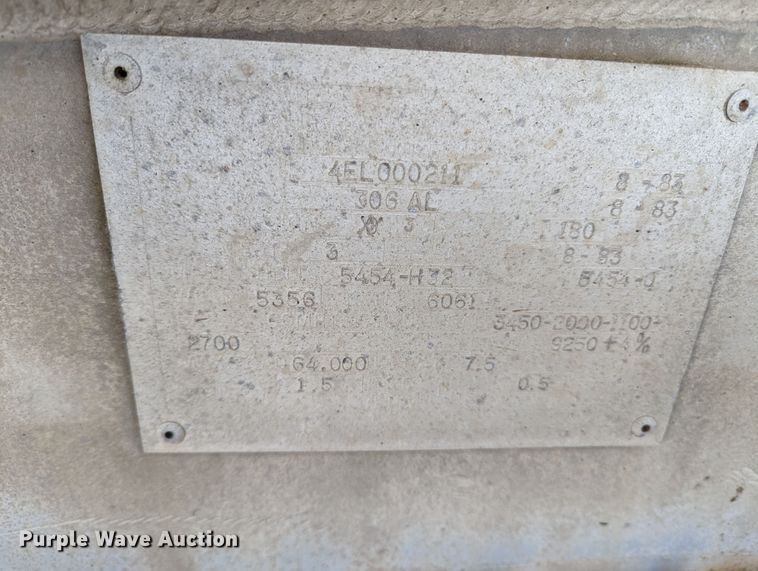 4EL000211 8-83
306 AL 8-83
3 180
3 8-83
5454-H32 5454-0
5356 6061
3450-2000-1100-
2700 9250 + 4%
64.000 7.5
1.5 0.5
Purple Wave Auction